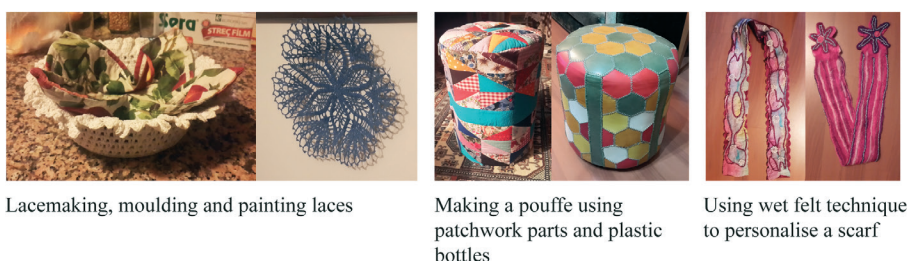 Sora
STREÇ FİLM
Lacemaking, moulding and painting laces
Making a pouffe using
patchwork parts and plastic
bottles
Using wet felt technique
to personalise a scarf